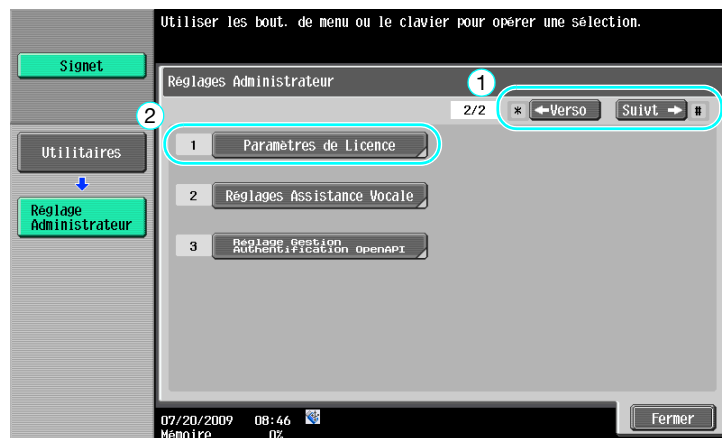 Utiliser les bout. de menu ou le clavier pour opérer une sélection.
Signet
Réglages Administrateur
1
2/2 * ←Verso Suivt → #
2
Utilitaires
1 Paramètres de Licence
2 Réglages Assistance Vocale
Réglage
Administrateur
3 Réglage Gestion
Authentification OpenAPI
Fermer
07/20/2009 08:46
Mémoire 0%